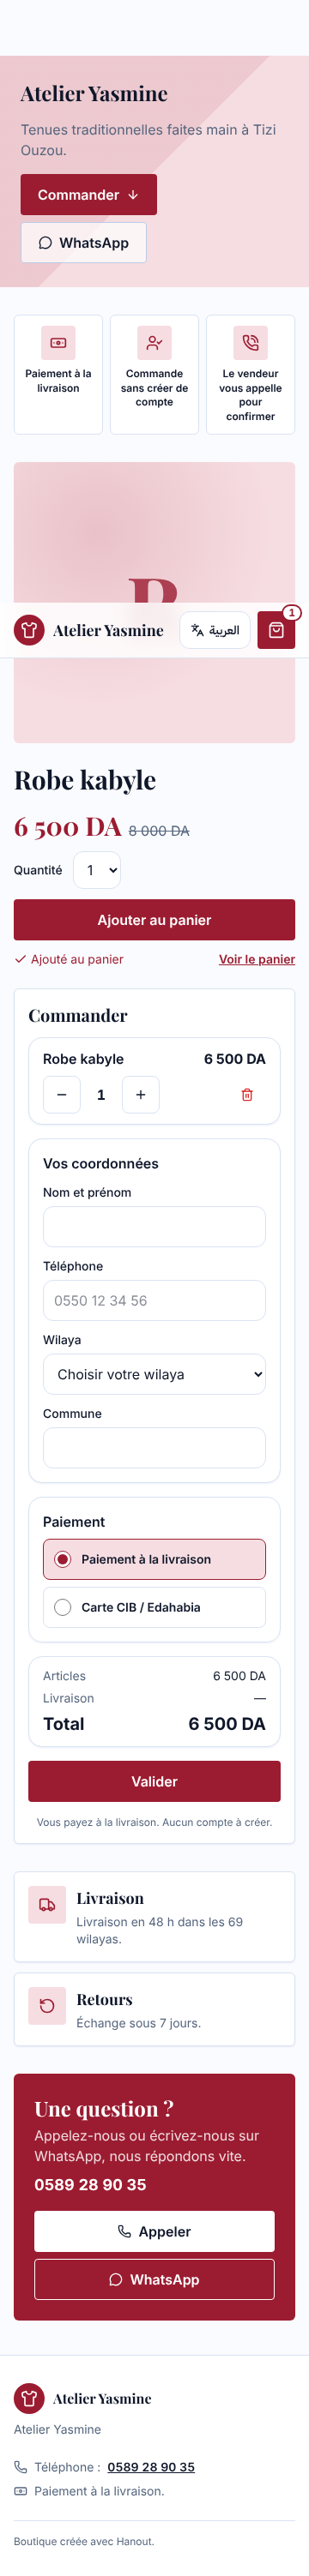 Atelier Yasmine
Tenues traditionnelles faites main à Tizi
Ouzou.
Commander
WhatsApp
Paiement à la
livraison
Commande
sans créer de
compte
Le vendeur
vous appelle
pour
confirmer
Atelier Yasmine
العربية
1
Robe kabyle
6 500 DA 8 000 DA
Quantité 1
Ajouter au panier
Ajouté au panier Voir le panier
Commander
Robe kabyle 6 500 DA
1
Vos coordonnées
Nom et prénom
Téléphone
0550 12 34 56
Wilaya
Choisir votre wilaya
Commune
Paiement
Paiement à la livraison
Carte CIB / Edahabia
Articles 6 500 DA
Livraison —
Total 6 500 DA
Valider
Vous payez à la livraison. Aucun compte à créer.
Livraison
Livraison en 48 h dans les 69
wilayas.
Retours
Échange sous 7 jours.
Une question ?
Appelez-nous ou écrivez-nous sur
WhatsApp, nous répondons vite.
0589 28 90 35
Appeler
WhatsApp
Atelier Yasmine
Atelier Yasmine
Téléphone : 0589 28 90 35
Paiement à la livraison.
Boutique créée avec Hanout.